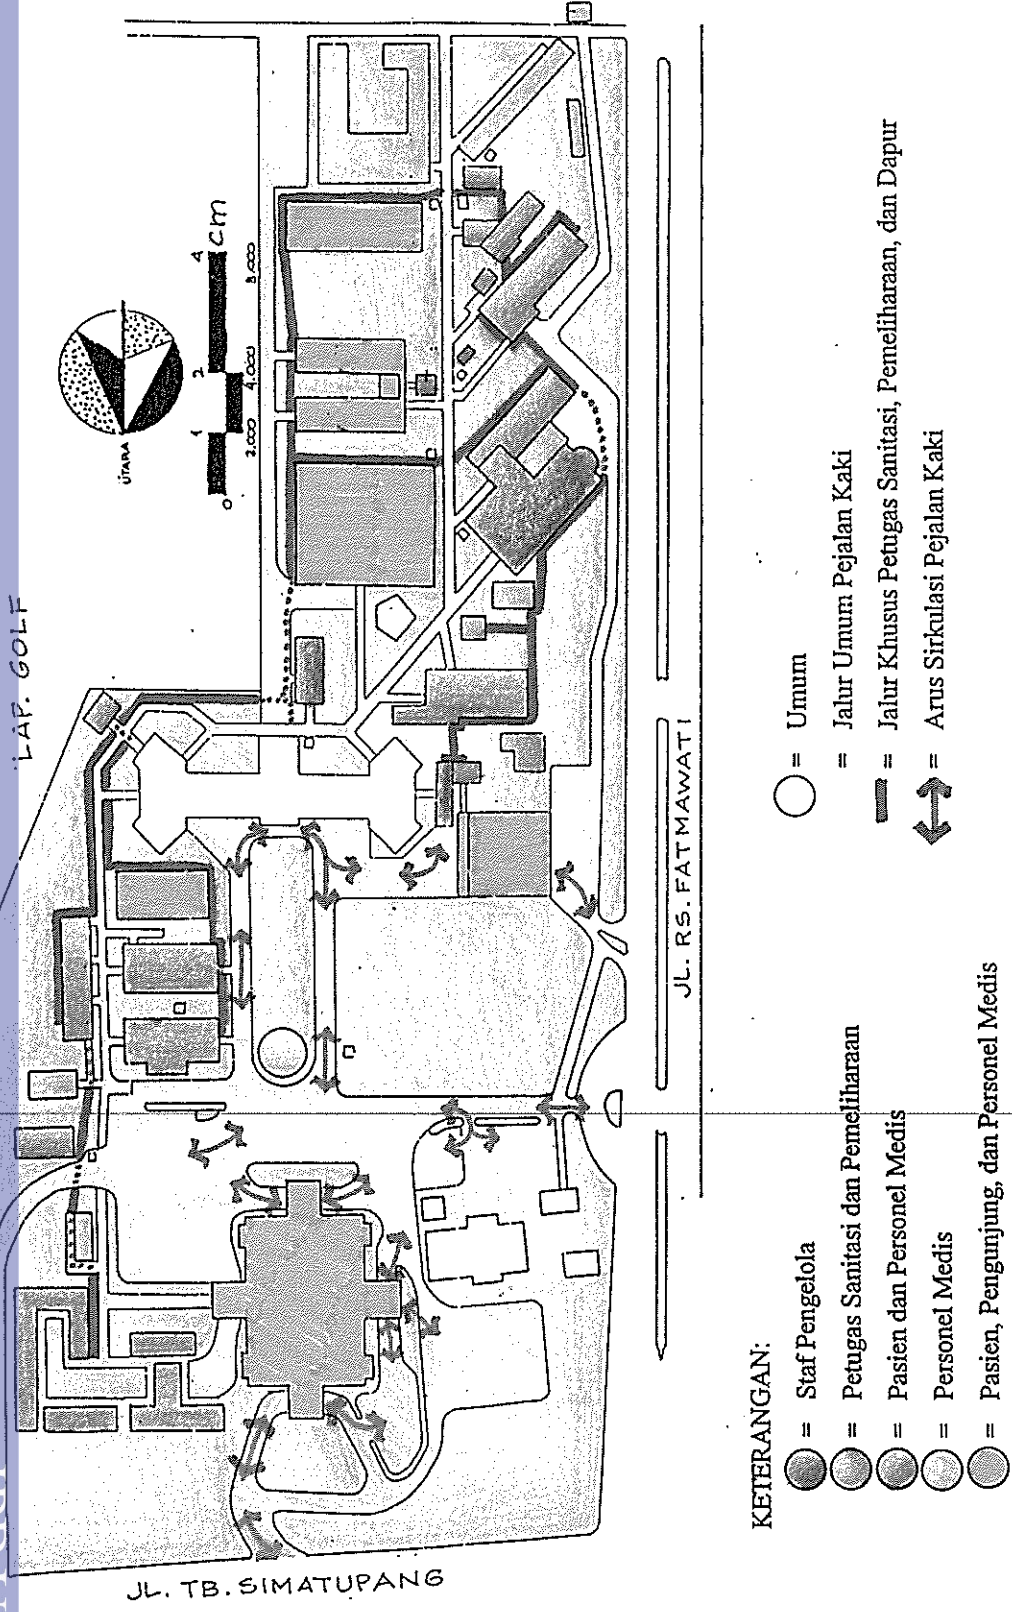 LAP. GOLF
UTARA
0 1 2 4 cm
2.000 4.000 8.000
JL. RS. FATMAWATI
JL. TB. SIMATUPANG
KETERANGAN:
= Staf Pengelola
= Petugas Sanitasi dan Pemeliharaan
= Pasien dan Personel Medis
= Personel Medis
= Pasien, Pengunjung, dan Personel Medis
= Umum
= Jalur Umum Pejalan Kaki
= Jalur Khusus Petugas Sanitasi, Pemeliharaan, dan Dapur
= Arus Sirkulasi Pejalan Kaki